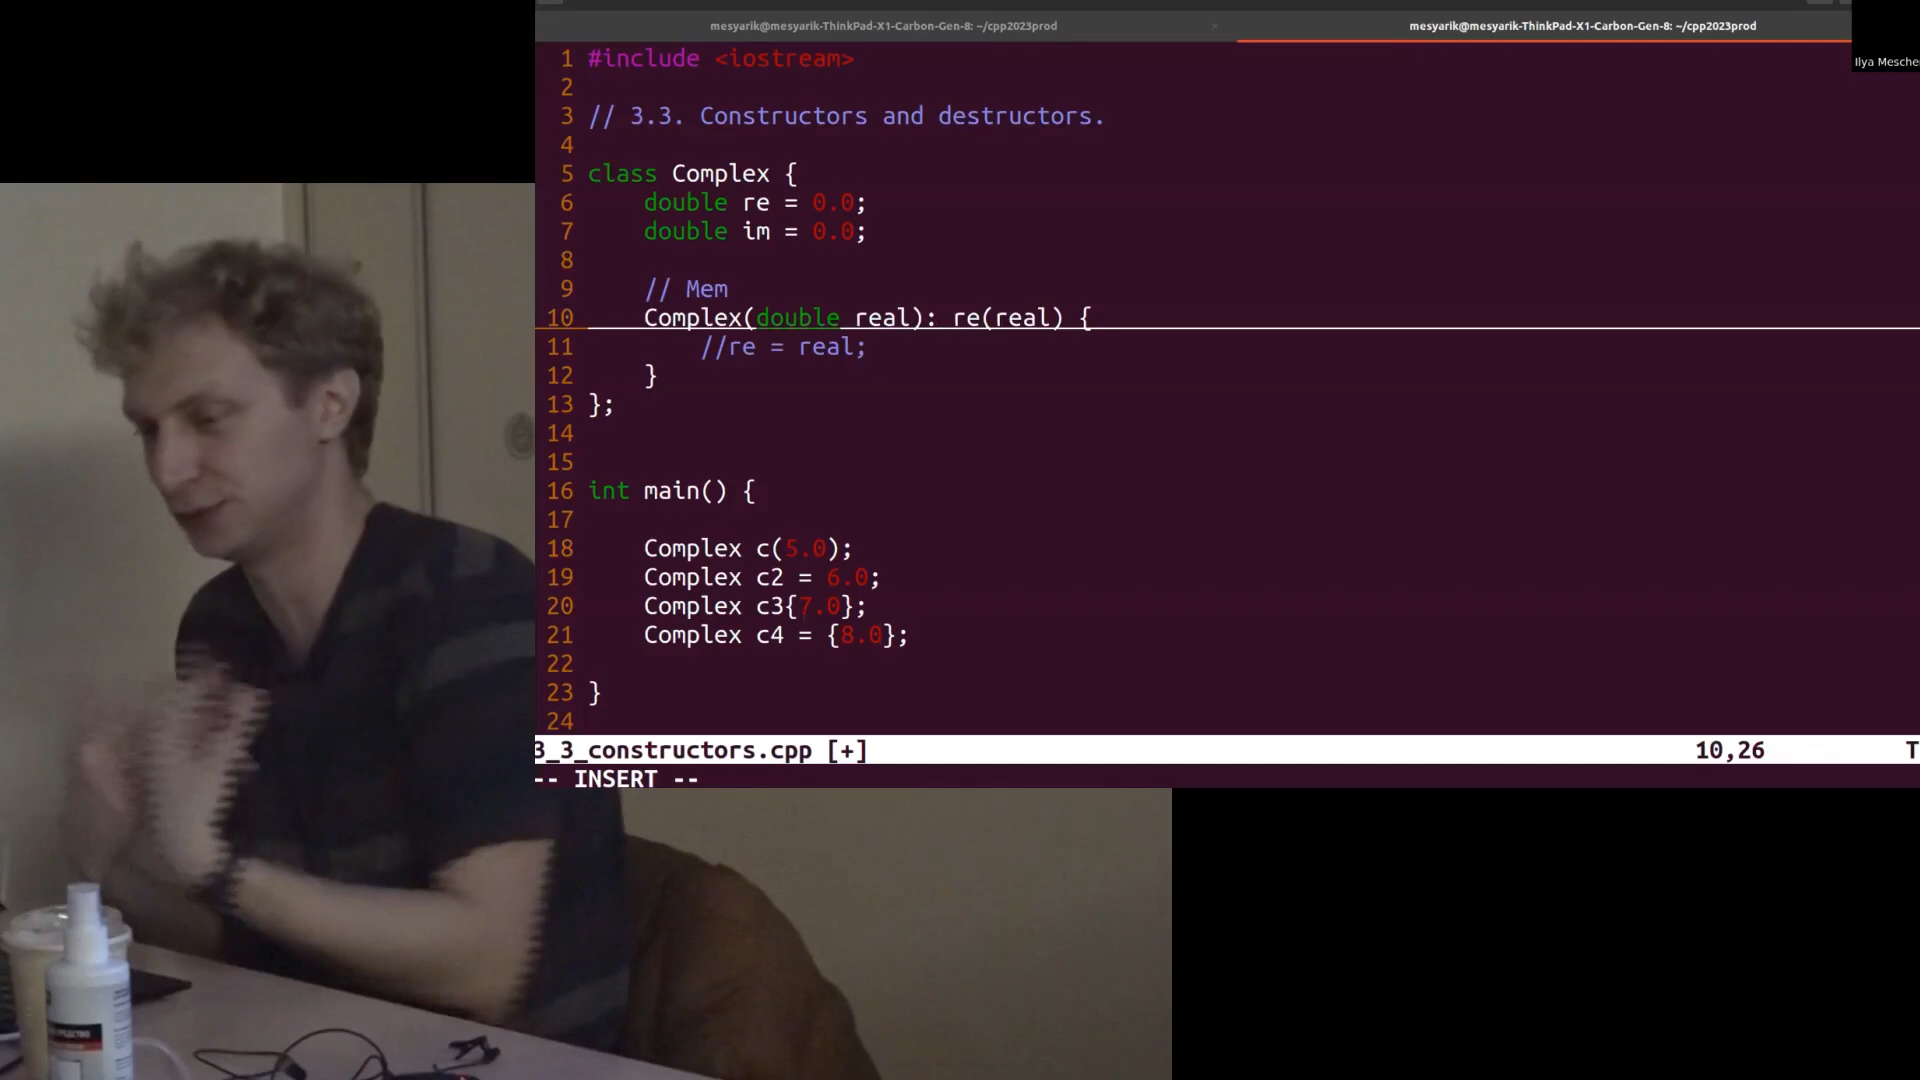 mesyarik@mesyarik-ThinkPad-X1-Carbon-Gen-8: ~/cpp2023prod
mesyarik@mesyarik-ThinkPad-X1-Carbon-Gen-8: ~/cpp2023prod
Ilya Mesche
1 #include <iostream>
2
3 // 3.3. Constructors and destructors.
4
5 class Complex {
6 double re = 0.0;
7 double im = 0.0;
8
9 // Mem
10 Complex(double real): re(real) {
11 //re = real;
12 }
13 };
14
15
16 int main() {
17
18 Complex c(5.0);
19 Complex c2 = 6.0;
20 Complex c3{7.0};
21 Complex c4 = {8.0};
22
23 }
24
3_3_constructors.cpp [+] 10,26 T
-- INSERT --